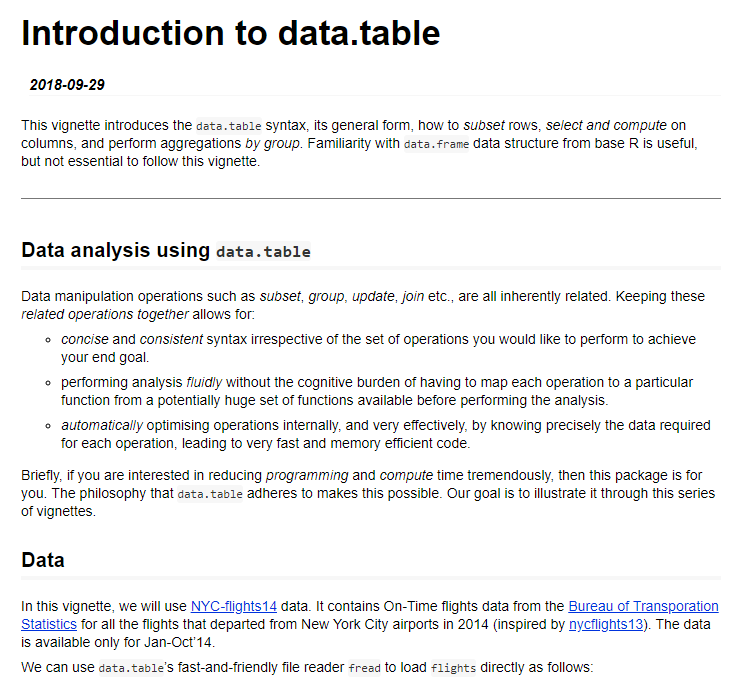 Introduction to data.table
2018-09-29
This vignette introduces the data.table syntax, its general form, how to subset rows, select and compute on
columns, and perform aggregations by group. Familiarity with data.frame data structure from base R is useful,
but not essential to follow this vignette.
Data analysis using data.table
Data manipulation operations such as subset, group, update, join etc., are all inherently related. Keeping these
related operations together allows for:
concise and consistent syntax irrespective of the set of operations you would like to perform to achieve
your end goal.
performing analysis fluidly without the cognitive burden of having to map each operation to a particular
function from a potentially huge set of functions available before performing the analysis.
automatically optimising operations internally, and very effectively, by knowing precisely the data required
for each operation, leading to very fast and memory efficient code.
Briefly, if you are interested in reducing programming and compute time tremendously, then this package is for
you. The philosophy that data.table adheres to makes this possible. Our goal is to illustrate it through this series
of vignettes.
Data
In this vignette, we will use NYC-flights14 data. It contains On-Time flights data from the Bureau of Transporation
Statistics for all the flights that departed from New York City airports in 2014 (inspired by nycflights13). The data
is available only for Jan-Oct’14.
We can use data.table’s fast-and-friendly file reader fread to load flights directly as follows: